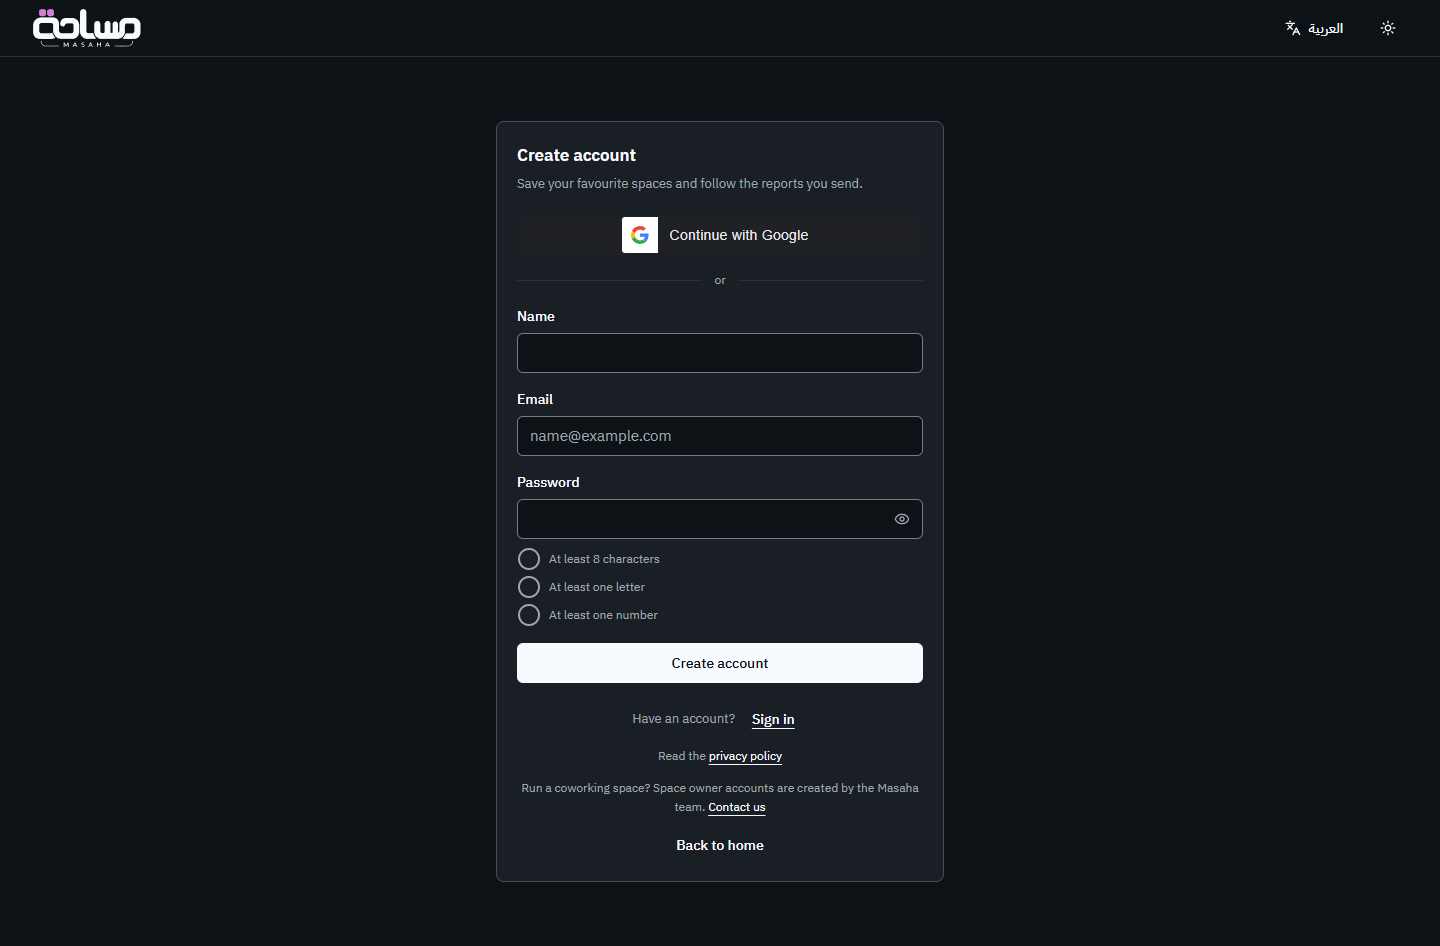 مساحة
MASAHA
العربية
Create account
Save your favourite spaces and follow the reports you send.
Continue with Google
or
Name
Email
name@example.com
Password
At least 8 characters
At least one letter
At least one number
Create account
Have an account? Sign in
Read the privacy policy
Run a coworking space? Space owner accounts are created by the Masaha
team. Contact us
Back to home